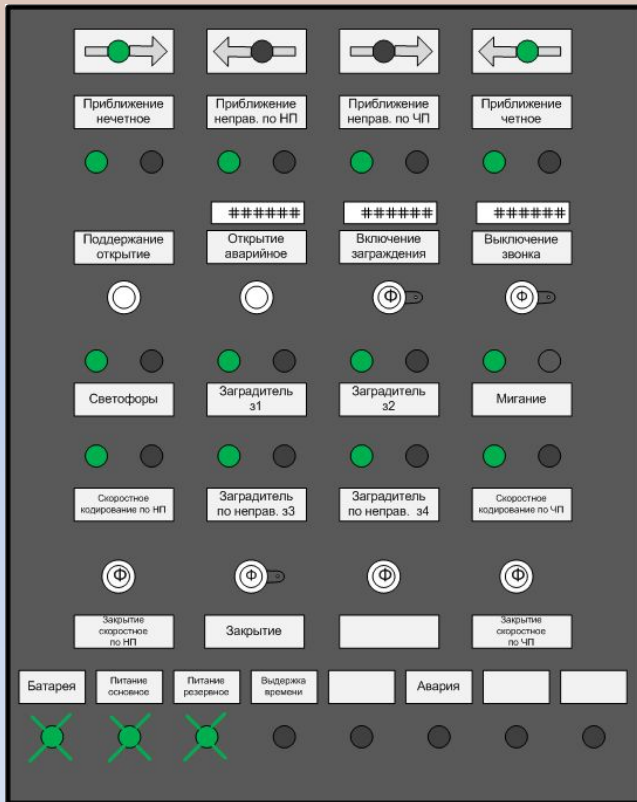 Приближение нечетное
Приближение неправ. по НП
Приближение неправ. по ЧП
Приближение четное
######
######
######
Поддержание открытие
Открытие аварийное
Включение заграждения
Выключение звонка
Ф
Ф
Светофоры
Заградитель з1
Заградитель з2
Мигание
Скоростное кодирование по НП
Заградитель по неправ. з3
Заградитель по неправ. з4
Скоростное кодирование по ЧП
Ф
Ф
Ф
Ф
Закрытие скоростное по НП
Закрытие
Закрытие скоростное по ЧП
Батарея
Питание основное
Питание резервное
Выдержка времени
Авария